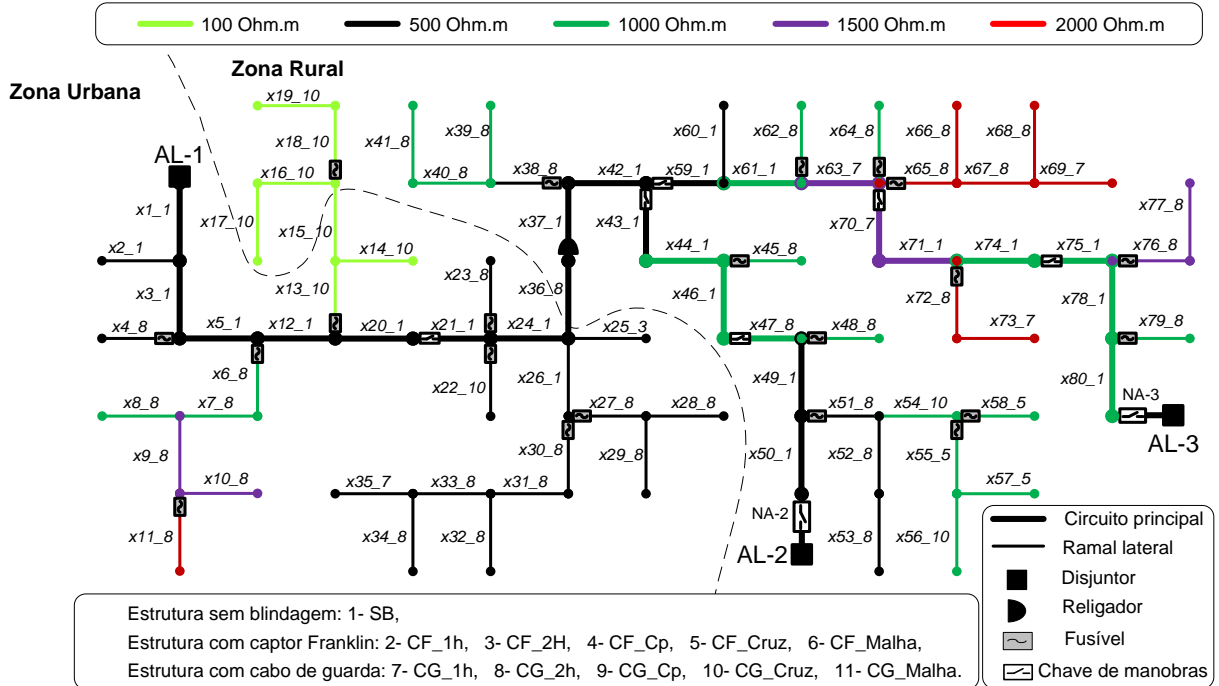 100 Ohm.m 500 Ohm.m 1000 Ohm.m 1500 Ohm.m 2000 Ohm.m
Zona Rural
Zona Urbana
x19_10
x41_8 x39_8 x60_1 x62_8 x64_8 x66_8 x68_8
x18_10
AL-1
x16_10 x38_8 x42_1 x59_1 x61_1 x63_7 x65_8 x67_8 x69_7
x1_1 x17_10 x37_1 x43_1 x70_7 x77_8
x15_10
x2_1 x14_10 x44_1 x45_8 x71_1 x74_1 x75_1 x76_8
x23_8
x3_1 x13_10 x36_8 x46_1 x72_8 x78_1
x4_8 x5_1 x12_1 x20_1 x21_1 x24_1 x25_3 x47_8 x48_8 x73_7 x79_8
x6_8 x22_10 x26_1 x49_1 x80_1
NA-3
x8_8 x7_8 x27_8 x28_8 x51_8 x54_10 x58_5
AL-3
x9_8 x30_8 x29_8 x50_1 x52_8 x55_5
x10_8 x35_7 x33_8 x31_8 x57_5
NA-2
x11_8 x34_8 x32_8 x53_8 x56_10
AL-2
Circuito principal
Ramal lateral
Disjuntor
Religador
Fusível
Chave de manobras
Estrutura sem blindagem: 1- SB,
Estrutura com captor Franklin: 2- CF_1h, 3- CF_2H, 4- CF_Cp, 5- CF_Cruz, 6- CF_Malha,
Estrutura com cabo de guarda: 7- CG_1h, 8- CG_2h, 9- CG_Cp, 10- CG_Cruz, 11- CG_Malha.